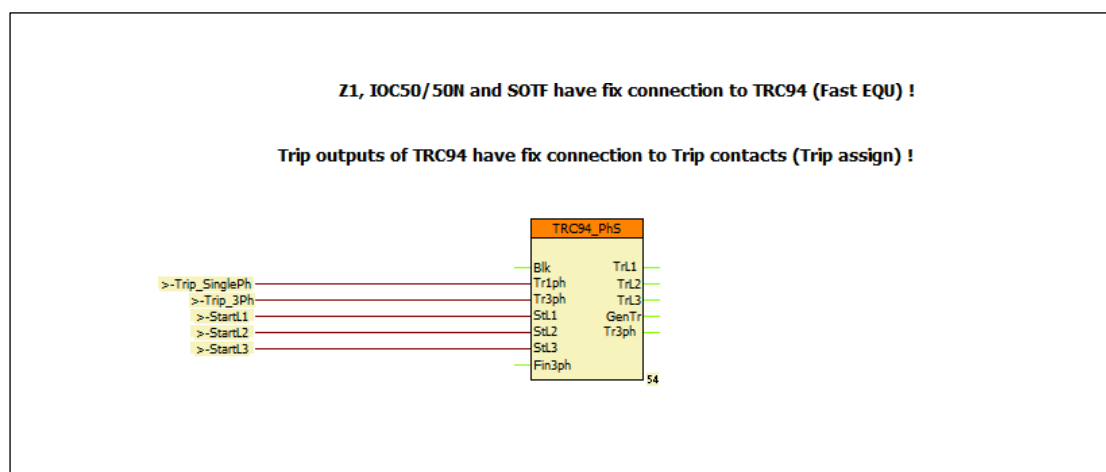 Z1, IOC50/50N and SOTF have fix connection to TRC94 (Fast EQU) !
Trip outputs of TRC94 have fix connection to Trip contacts (Trip assign) !
TRC94_PhS
Blk TrL1
>-Trip_SinglePh Tr1ph TrL2
>-Trip_3Ph Tr3ph TrL3
>-StartL1 StL1 GenTr
>-StartL2 StL2 Tr3ph
>-StartL3 StL3
Fin3ph
54